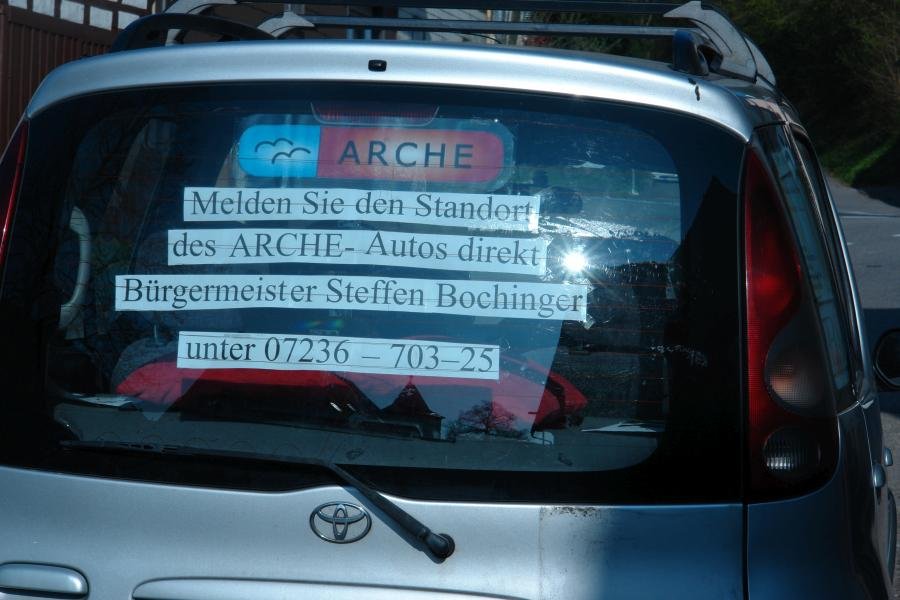 ARCHE
Melden Sie den Standort
des ARCHE- Autos direkt
Bürgermeister Steffen Bochinger
unter 07236 – 703–25